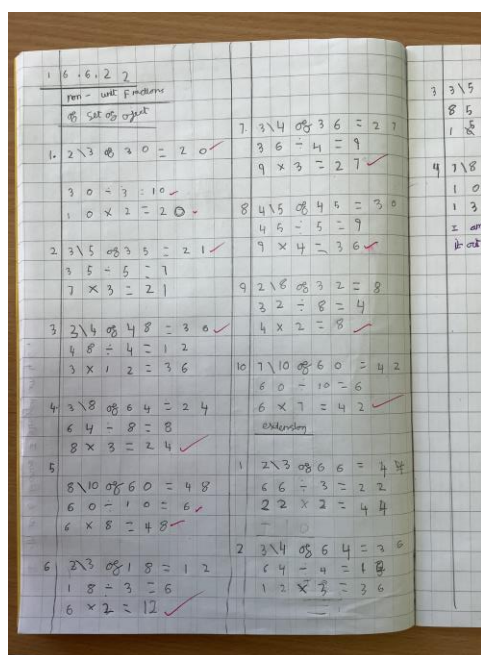 16.6.22
non-unit Fractions
of set of ojet
1. 2\3 of 30 = 20
30 ÷ 3 = 10
10 x 2 = 20
2 3\5 of 35 = 21
35 ÷ 5 = 7
7 x 3 = 21
3 3\4 of 48 = 30
48 ÷ 4 = 12
3 x 12 = 36
4. 3\8 of 64 = 24
64 ÷ 8 = 8
8 x 3 = 24
5
8\10 of 60 = 48
60 ÷ 10 = 6
6 x 8 = 48
6 2\3 of 18 = 12
18 ÷ 3 = 6
6 x 2 = 12
7. 3\4 of 36 = 27
36 ÷ 4 = 9
9 x 3 = 27
8 4\5 of 45 = 30
45 ÷ 5 = 9
9 x 4 = 36
9 2\8 of 32 = 8
32 ÷ 8 = 4
4 x 2 = 8
10 7\10 of 60 = 42
60 ÷ 10 = 6
6 x 7 = 42
extension
1 2\3 of 66 = 44
66 ÷ 3 = 22
22 x 2 = 44
2 3\4 of 64 = 36
64 ÷ 4 = 12
12 x 3 = 36
3 3\5
85
1
4 7\8
10
13
I am